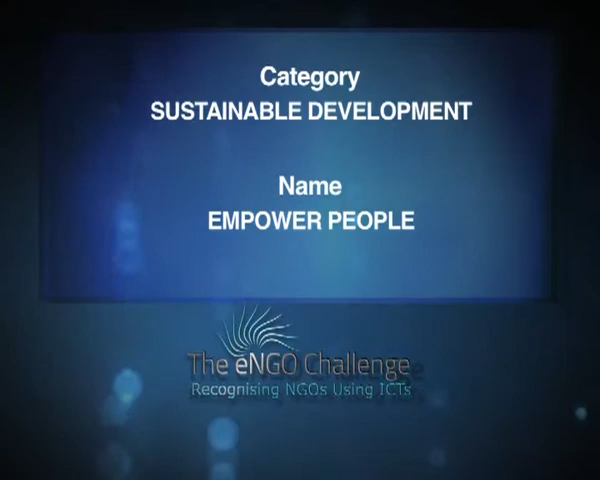 Category
SUSTAINABLE DEVELOPMENT
Name
EMPOWER PEOPLE
The eNGO Challenge
Recognising NGOs Using ICTs